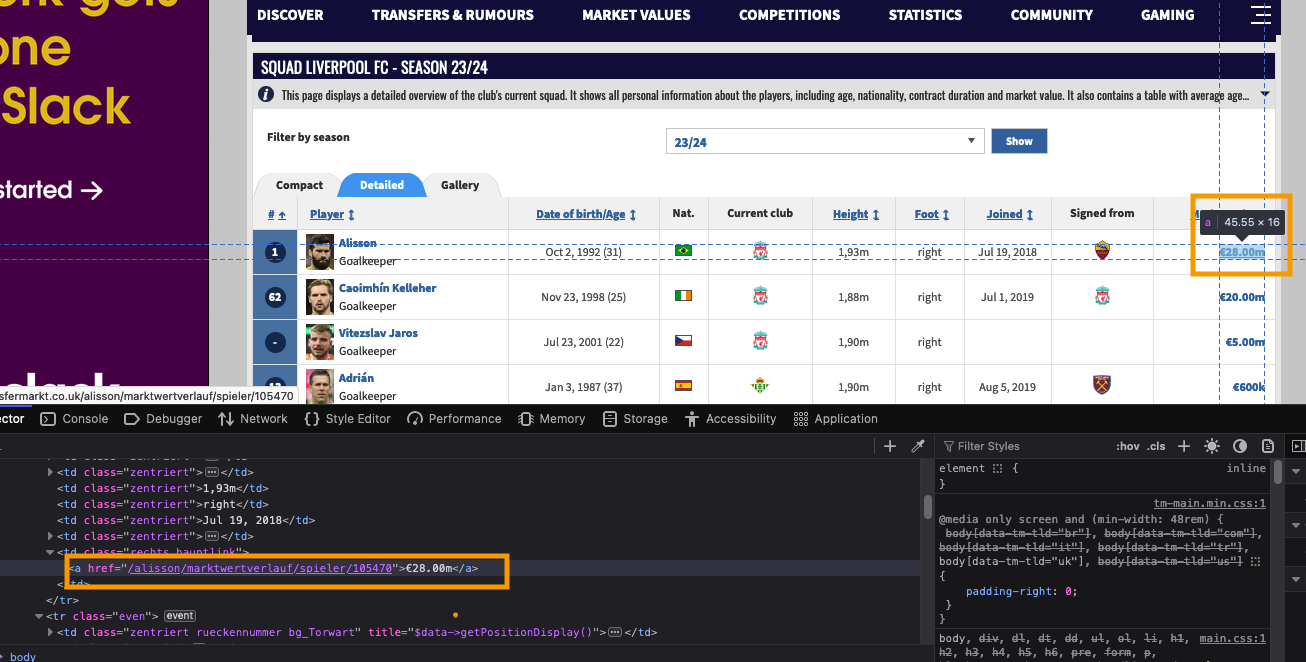 DISCOVER TRANSFERS & RUMOURS MARKET VALUES COMPETITIONS STATISTICS COMMUNITY GAMING
one
Slack
started →
SQUAD LIVERPOOL FC - SEASON 23/24
This page displays a detailed overview of the club's current squad. It shows all personal information about the players, including age, nationality, contract duration and market value. It also contains a table with average age...
Filter by season 23/24 Show
Compact Detailed Gallery
# Player Date of birth/Age Nat. Current club Height Foot Joined Signed from
a 45.55 × 16
1 Alisson Goalkeeper Oct 2, 1992 (31) 1,93m right Jul 19, 2018 €28.00m
62 Caoimhín Kelleher Goalkeeper Nov 23, 1998 (25) 1,88m right Jul 1, 2019 €20.00m
- Vitezslav Jaros Goalkeeper Jul 23, 2001 (22) 1,90m right €5.00m
13 Adrián Goalkeeper Jan 3, 1987 (37) 1,90m right Aug 5, 2019 €600k
sfermarkt.co.uk/alisson/marktwertverlauf/spieler/105470
ector Console Debugger Network Style Editor Performance Memory Storage Accessibility Application
<td class="zentriert">⋯</td>
<td class="zentriert">1,93m</td>
<td class="zentriert">right</td>
<td class="zentriert">Jul 19, 2018</td>
<td class="zentriert">⋯</td>
<td class="rechts hauptlink">
<a href="/alisson/marktwertverlauf/spieler/105470">€28.00m</a>
</td>
</tr>
<tr class="even"> event
<td class="zentriert rueckennummer bg_Torwart" title="$data->getPositionDisplay()">⋯</td>
body
Filter Styles :hov .cls +
element { inline
}
tm-main.min.css:1
@media only screen and (min-width: 48rem) {
body[data-tm-tld="br"], body[data-tm-tld="com"],
body[data-tm-tld="it"], body[data-tm-tld="tr"],
body[data-tm-tld="uk"], body[data-tm-tld="us"]
{
padding-right: 0;
}
}
body, div, dl, dt, dd, ul, ol, li, h1, main.css:1
h2, h3, h4, h5, h6, pre, form, p,